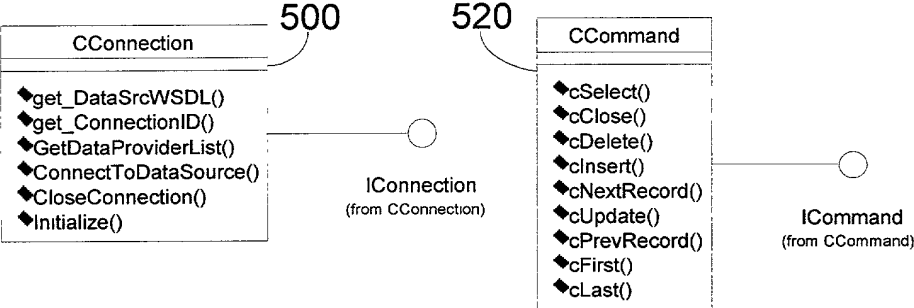 500
CConnection
get_DataSrcWSDL()
get_ConnectionID()
GetDataProviderList()
ConnectToDataSource()
CloseConnection()
Initialize()
IConnection
(from CConnection)
520
CCommand
cSelect()
cClose()
cDelete()
cInsert()
cNextRecord()
cUpdate()
cPrevRecord()
cFirst()
cLast()
ICommand
(from CCommand)